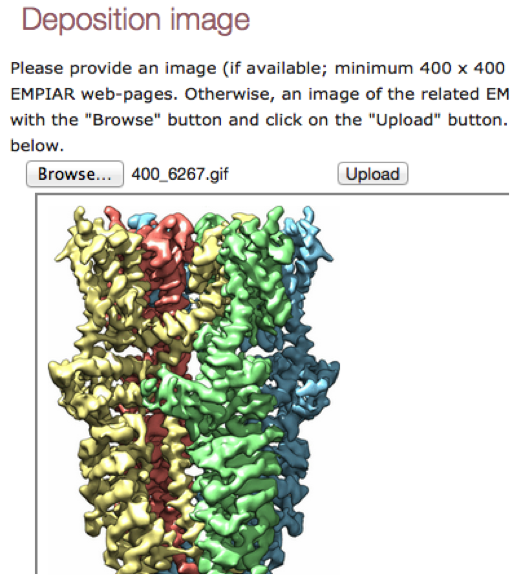 Deposition image
Please provide an image (if available; minimum 400 x 400
EMPIAR web-pages. Otherwise, an image of the related EM
with the "Browse" button and click on the "Upload" button.
below.
Browse... 400_6267.gif Upload